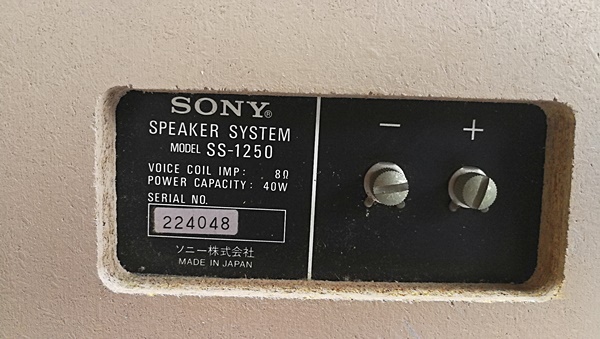 SONY®
SPEAKER SYSTEM
MODEL SS-1250
VOICE COIL IMP: 8Ω
POWER CAPACITY: 40W
SERIAL NO.
224048
ソニー株式会社
MADE IN JAPAN
− +